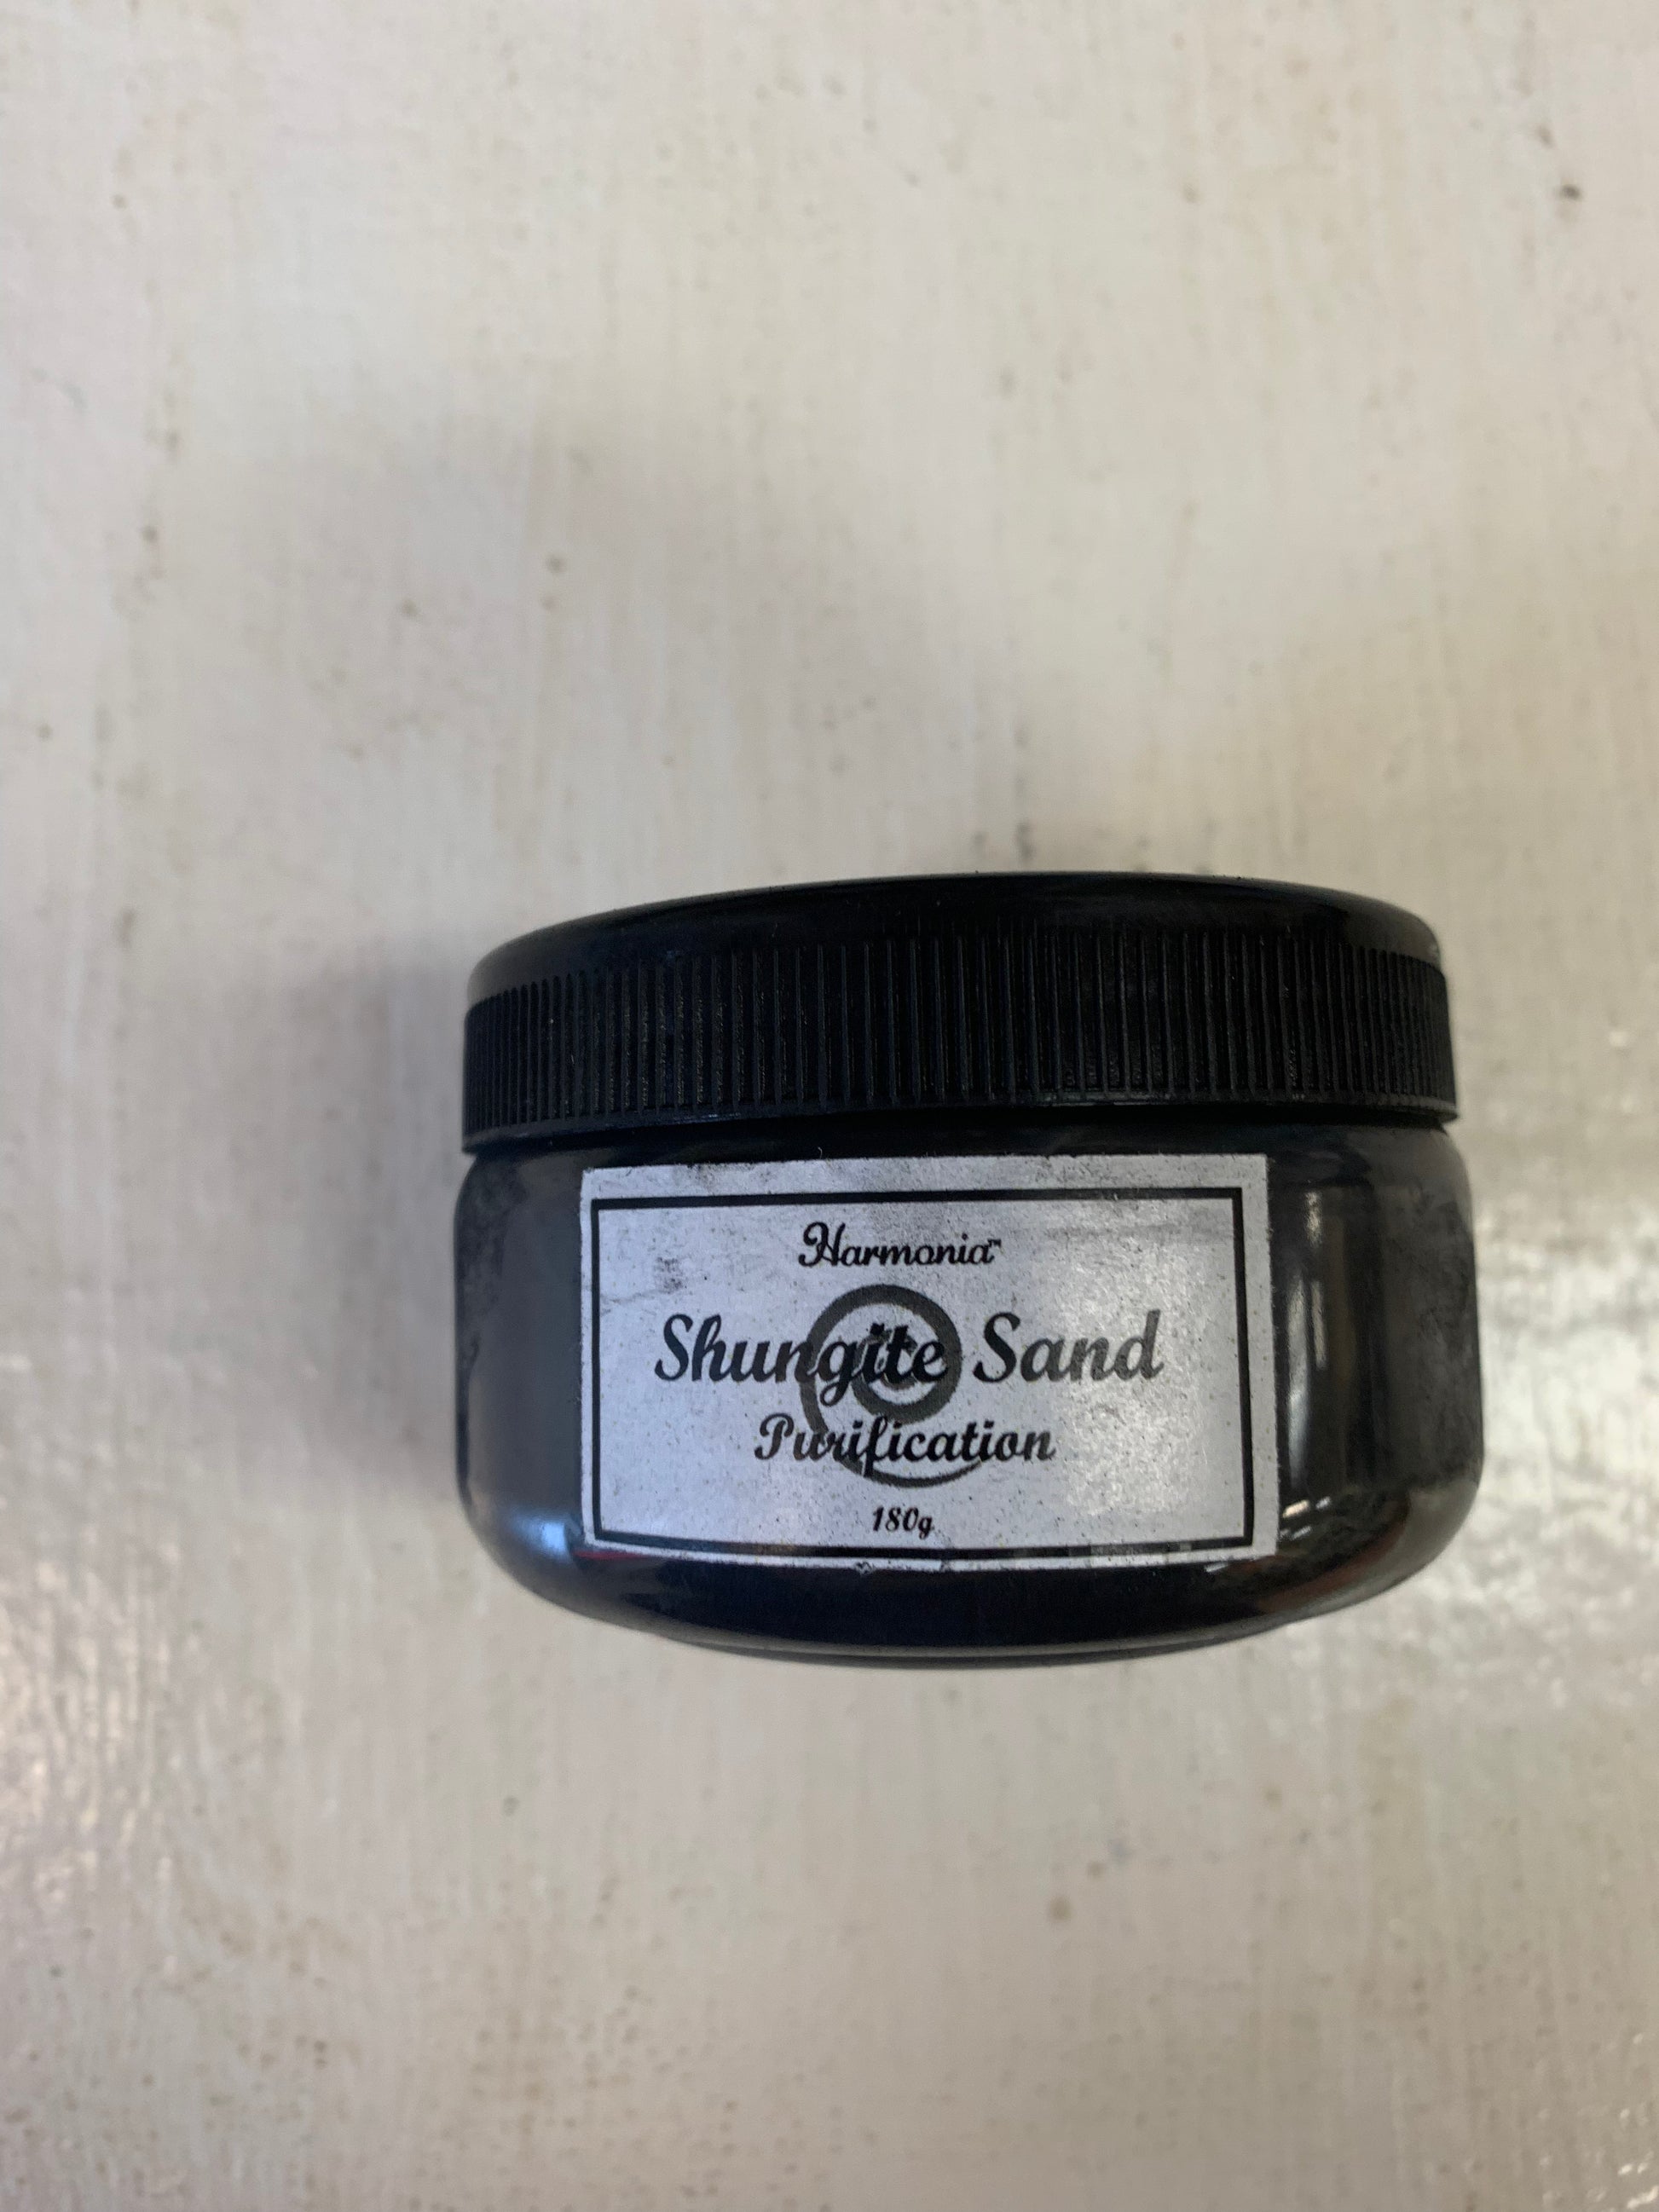 Harmonia™
Shungite Sand
Purification
180g